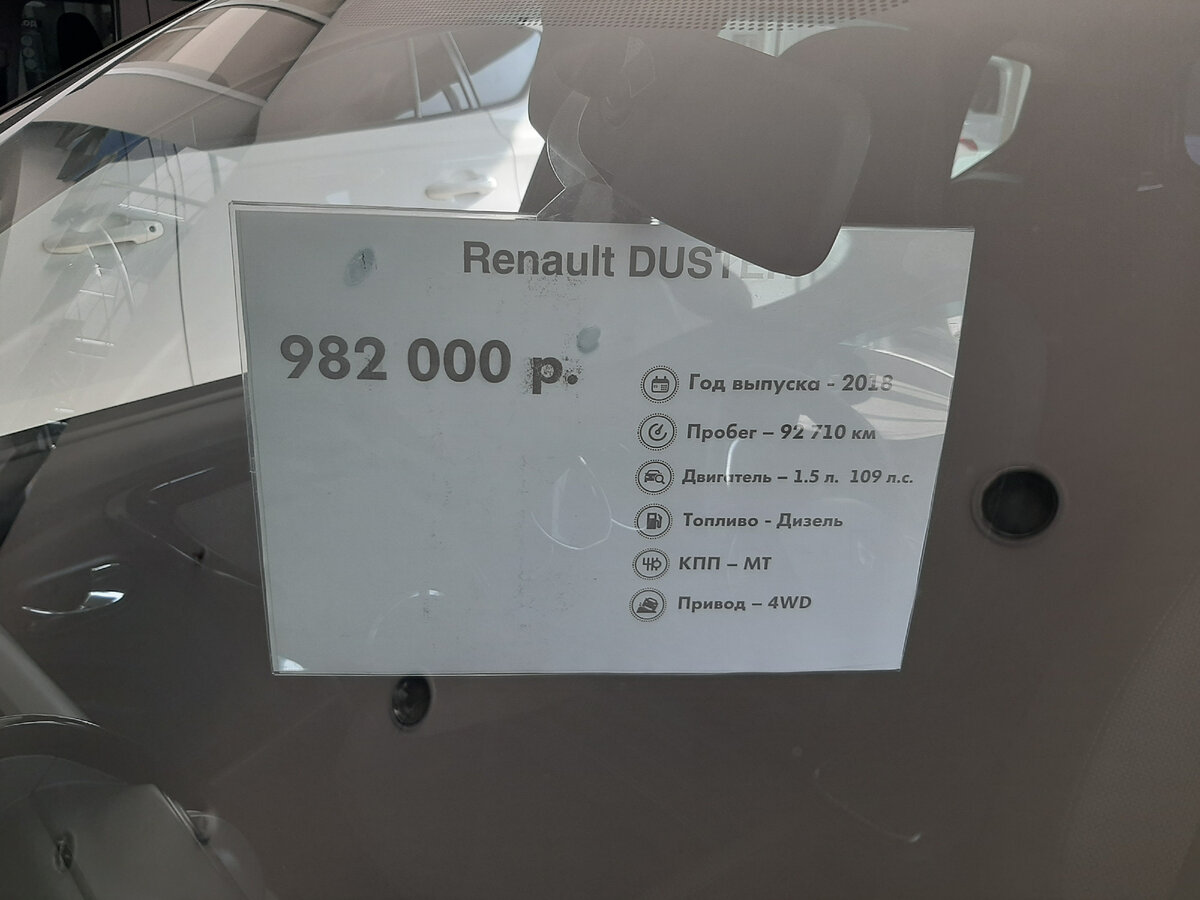 Renault DUSTER
982 000 р.
Год выпуска - 2018
Пробег – 92 710 км
Двигатель – 1.5 л. 109 л.с.
Топливо - Дизель
КПП – МТ
Привод – 4WD